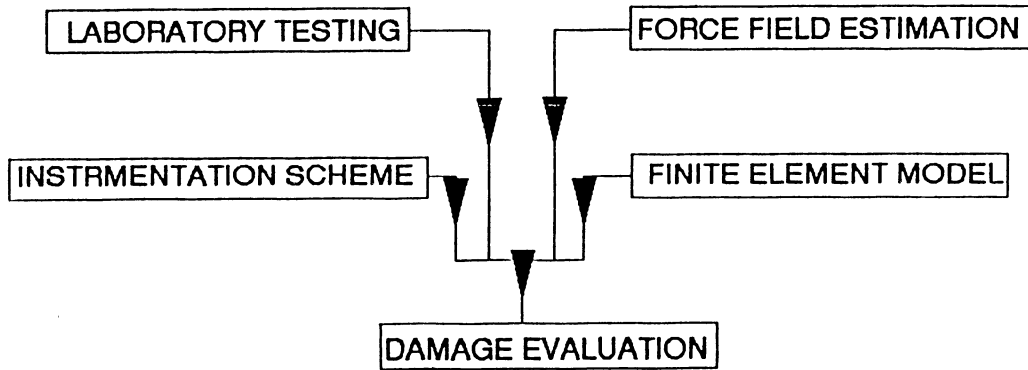 LABORATORY TESTING
FORCE FIELD ESTIMATION
INSTRMENTATION SCHEME
FINITE ELEMENT MODEL
DAMAGE EVALUATION